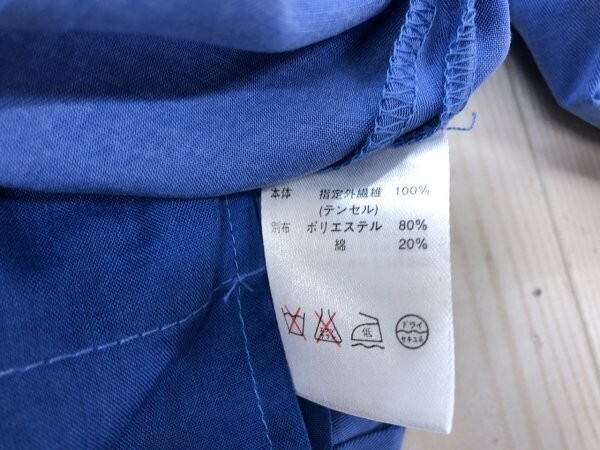 本体 指定外繊維 100%
(テンセル)
別布 ポリエステル 80%
綿 20%
低
ドライ
セキユ系